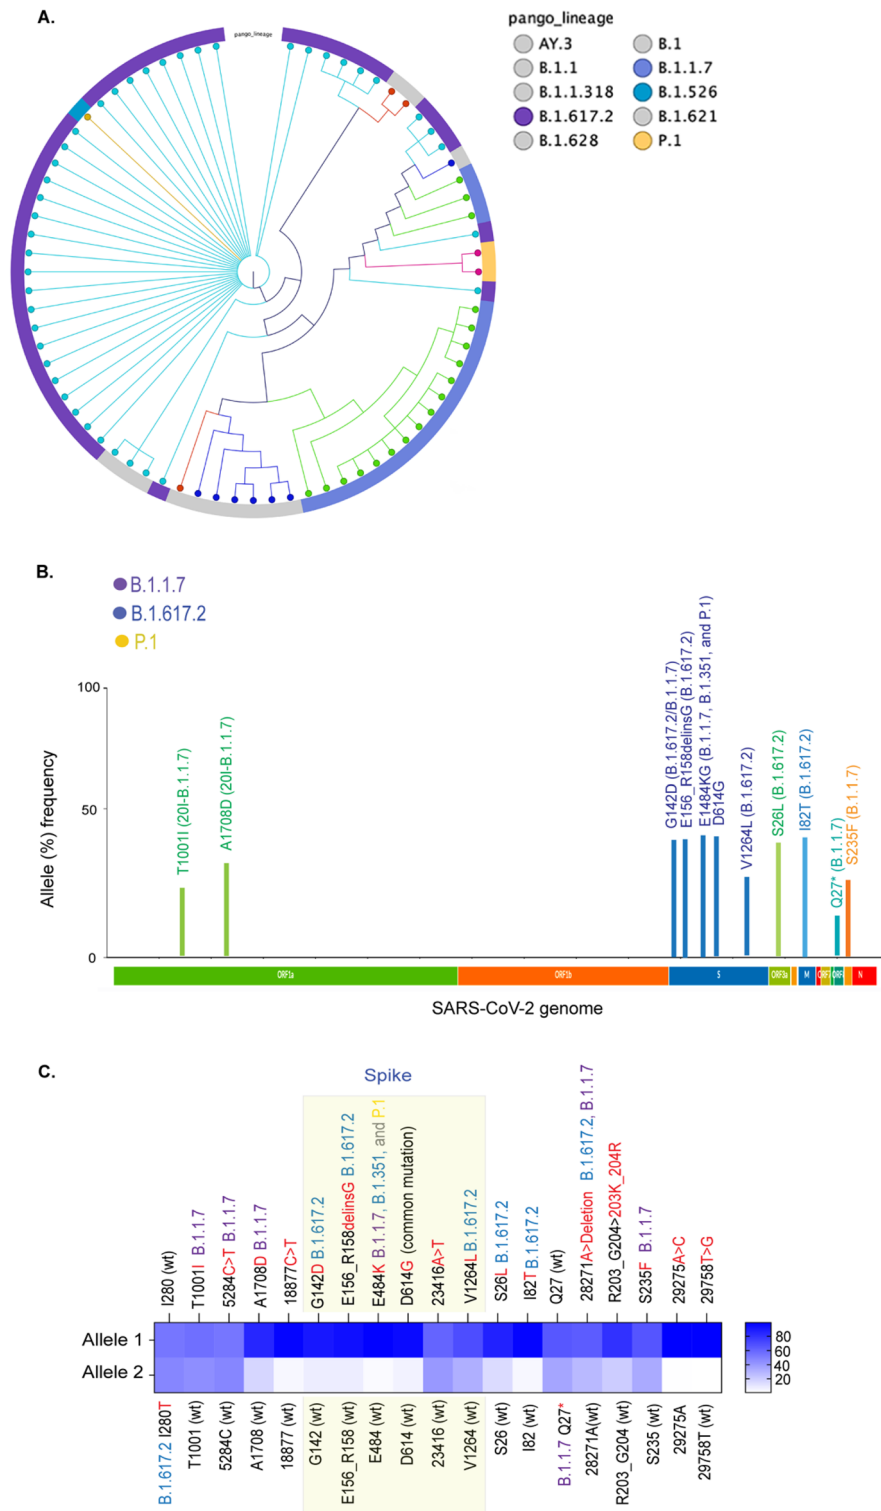 A.
pango_lineage
pango_lineage
AY.3
B.1
B.1.1
B.1.1.7
B.1.1.318
B.1.526
B.1.617.2
B.1.621
B.1.628
P.1
B.
B.1.1.7
B.1.617.2
P.1
100
50
0
Allele (%) frequency
T1001I (20I-B.1.1.7)
A1708D (20I-B.1.1.7)
G142D (B.1.617.2/B.1.1.7)
E156_R158delinsG (B.1.617.2)
E1484KG (B.1.1.7, B.1.351, and P.1)
D614G
V1264L (B.1.617.2)
S26L (B.1.617.2)
I82T (B.1.617.2)
Q27* (B.1.1.7)
S235F (B.1.1.7)
ORF1a
ORF1b
S
ORF3a
M
N
SARS-CoV-2 genome
C.
Spike
I280 (wt)
T1001I B.1.1.7
5284C>T B.1.1.7
A1708D B.1.1.7
18877C>T
G142D B.1.617.2
E156_R158delinsG B.1.617.2
E484K B.1.1.7, B.1.351, and P.1
D614G (common mutation)
23416A>T
V1264L B.1.617.2
S26L B.1.617.2
I82T B.1.617.2
Q27 (wt)
28271A>Deletion B.1.617.2, B.1.1.7
R203_G204>203K_204R
S235F B.1.1.7
29275A>C
29758T>G
Allele 1
Allele 2
80
60
40
20
B.1.617.2 I280T
T1001 (wt)
5284C (wt)
A1708 (wt)
18877 (wt)
G142 (wt)
E156_R158 (wt)
E484 (wt)
D614 (wt)
23416 (wt)
V1264 (wt)
S26 (wt)
I82 (wt)
B.1.1.7 Q27*
28271A(wt)
R203_G204 (wt)
S235 (wt)
29275A
29758T (wt)